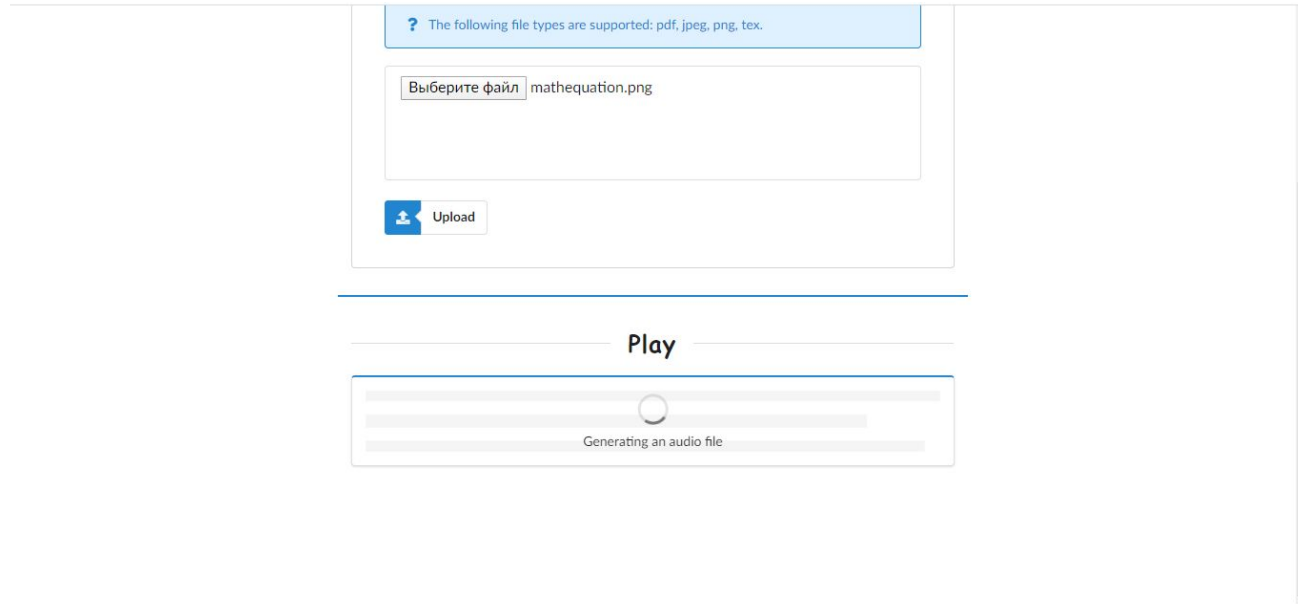 ? The following file types are supported: pdf, jpeg, png, tex.
Выберите файл mathequation.png
Upload
Play
Generating an audio file